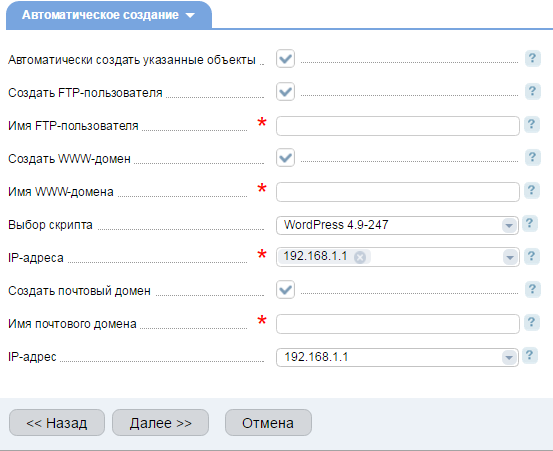 Автоматическое создание
Автоматически создать указанные объекты ?
Создать FTP-пользователя ?
Имя FTP-пользователя * ?
Создать WWW-домен ?
Имя WWW-домена * ?
Выбор скрипта WordPress 4.9-247 ?
IP-адреса * 192.168.1.1 ?
Создать почтовый домен ?
Имя почтового домена * ?
IP-адрес 192.168.1.1 ?
<< Назад Далее >> Отмена